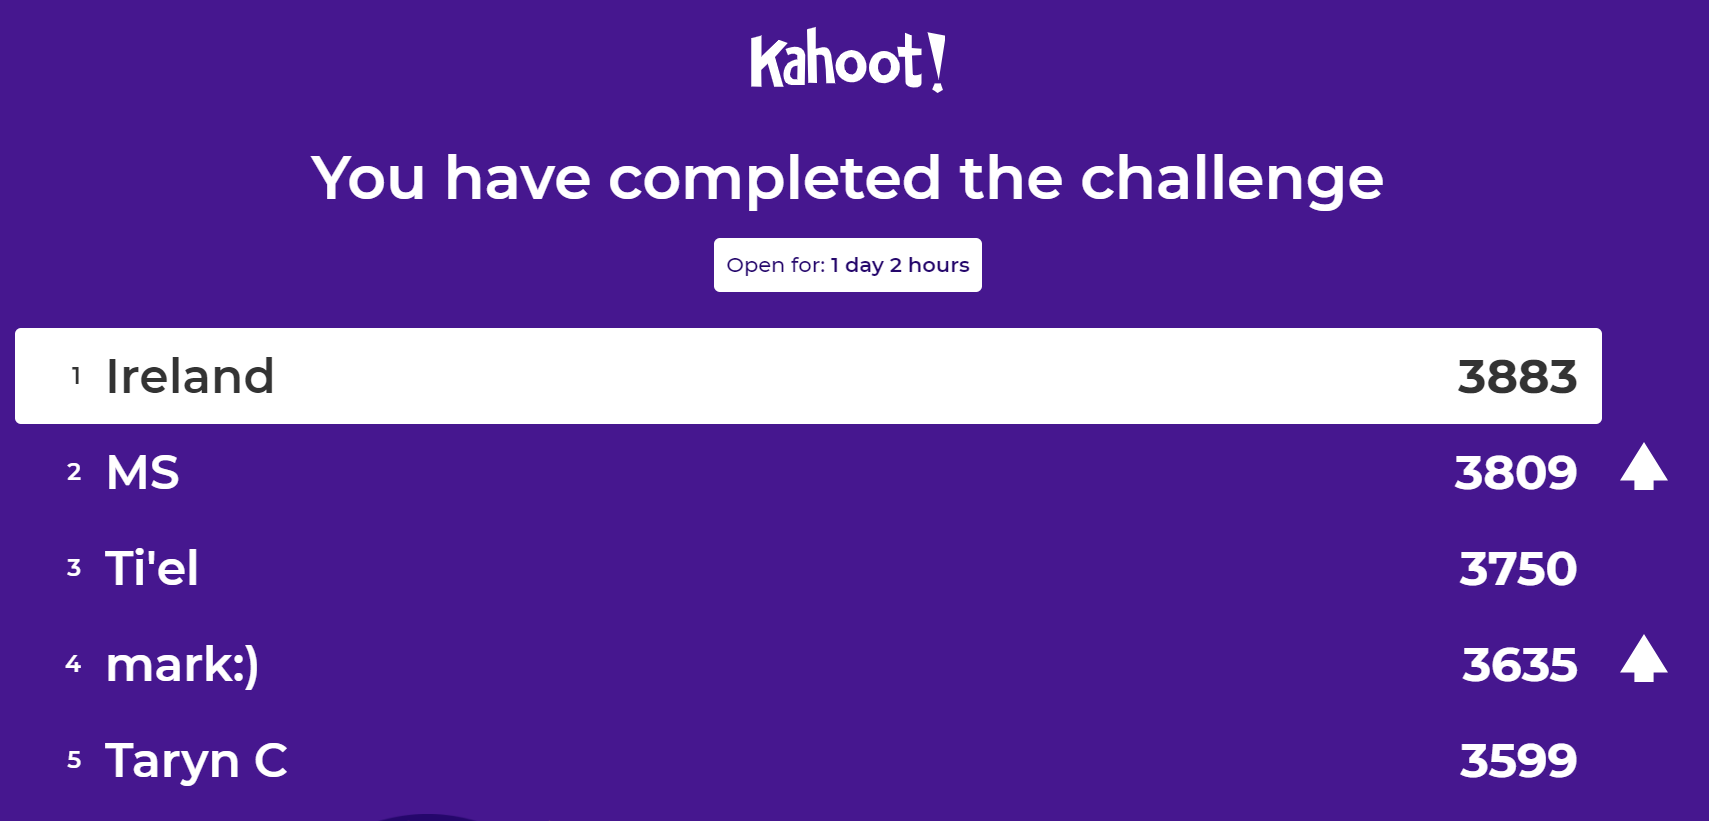 Kahoot!
You have completed the challenge
Open for: 1 day 2 hours
1 Ireland 3883
2 MS 3809
3 Ti'el 3750
4 mark:) 3635
5 Taryn C 3599